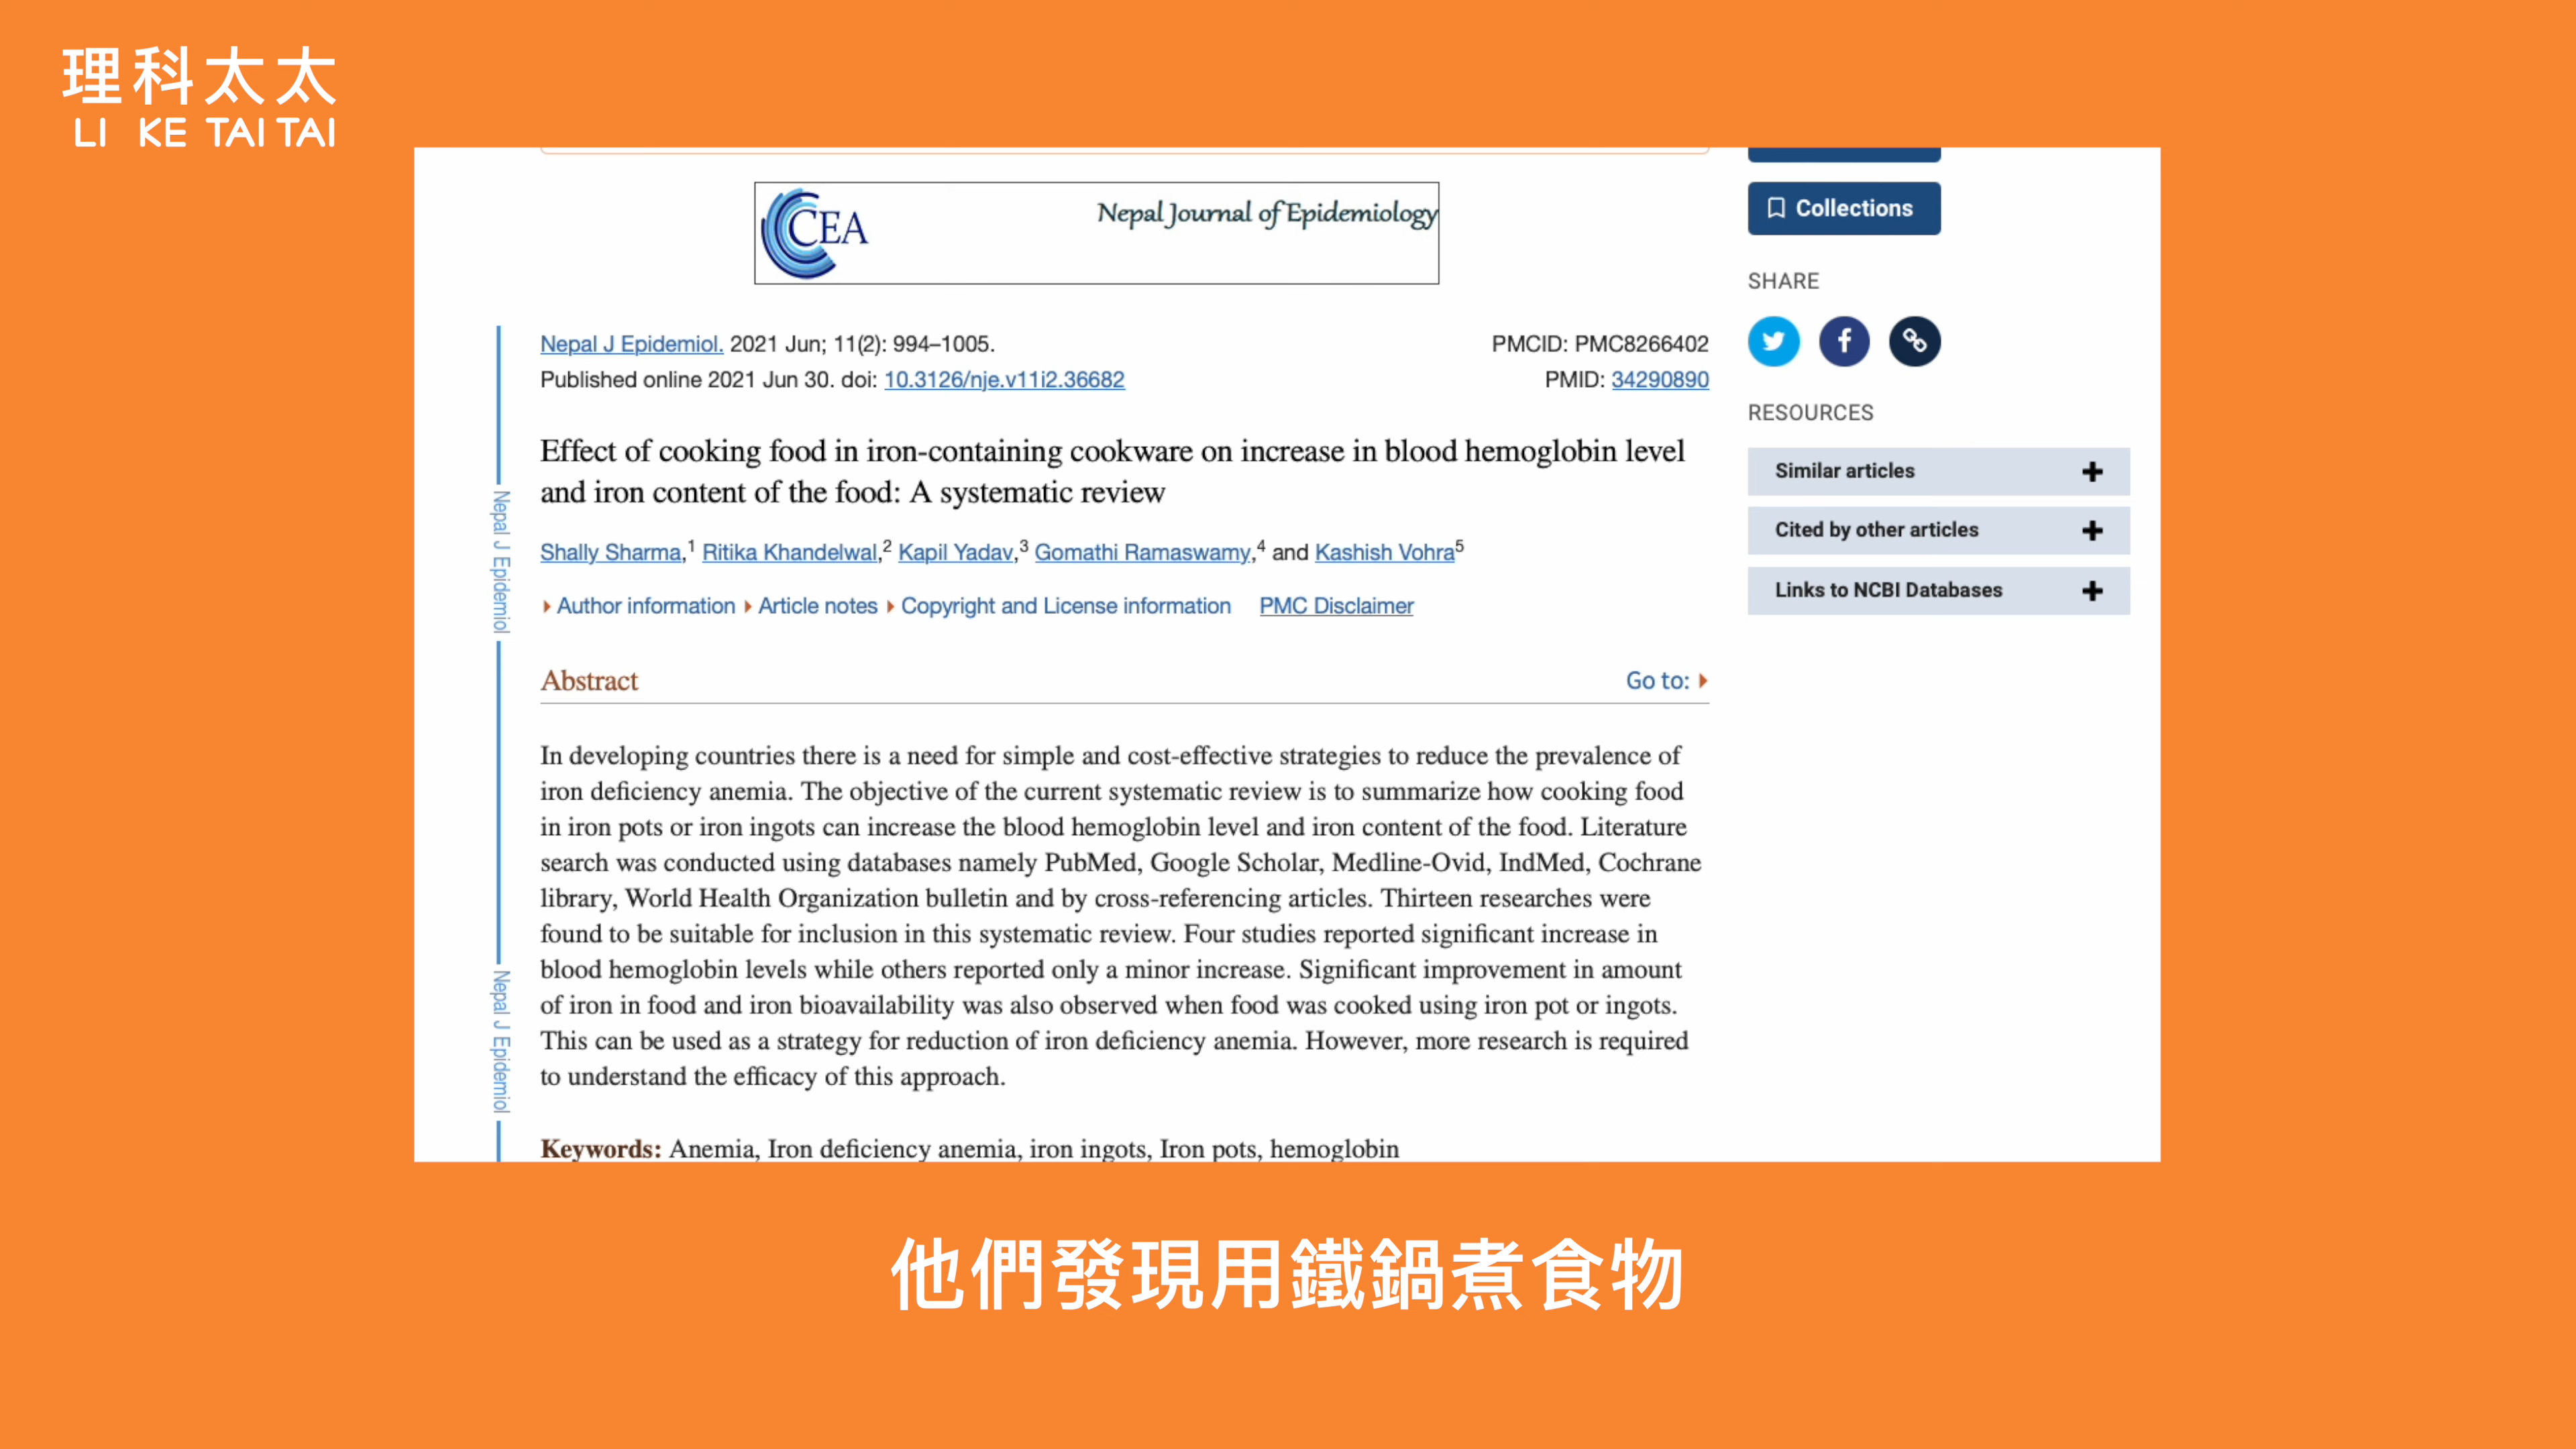 理科太太
LI KE TAI TAI
CEA
Nepal Journal of Epidemiology
Collections
SHARE
RESOURCES
Similar articles
Cited by other articles
Links to NCBI Databases
Nepal J Epidemiol
Nepal J Epidemiol
Nepal J Epidemiol. 2021 Jun; 11(2): 994–1005.
PMCID: PMC8266402
Published online 2021 Jun 30. doi: 10.3126/nje.v11i2.36682
PMID: 34290890
Effect of cooking food in iron-containing cookware on increase in blood hemoglobin level
and iron content of the food: A systematic review
Shally Sharma,1 Ritika Khandelwal,2 Kapil Yadav,3 Gomathi Ramaswamy,4 and Kashish Vohra5
Author information Article notes Copyright and License information PMC Disclaimer
Abstract
Go to:
In developing countries there is a need for simple and cost-effective strategies to reduce the prevalence of
iron deficiency anemia. The objective of the current systematic review is to summarize how cooking food
in iron pots or iron ingots can increase the blood hemoglobin level and iron content of the food. Literature
search was conducted using databases namely PubMed, Google Scholar, Medline-Ovid, IndMed, Cochrane
library, World Health Organization bulletin and by cross-referencing articles. Thirteen researches were
found to be suitable for inclusion in this systematic review. Four studies reported significant increase in
blood hemoglobin levels while others reported only a minor increase. Significant improvement in amount
of iron in food and iron bioavailability was also observed when food was cooked using iron pot or ingots.
This can be used as a strategy for reduction of iron deficiency anemia. However, more research is required
to understand the efficacy of this approach.
Keywords: Anemia, Iron deficiency anemia, iron ingots, Iron pots, hemoglobin
他們發現用鐵鍋煮食物